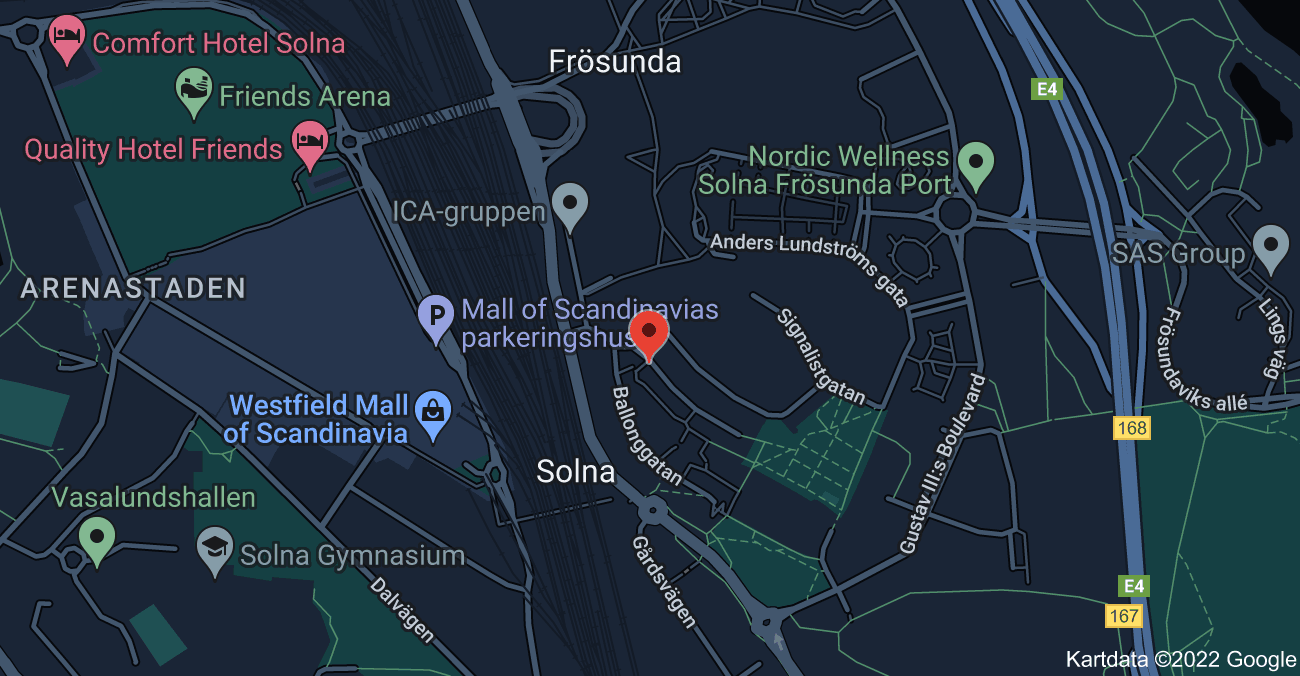 Comfort Hotel Solna
Frösunda
E4
Friends Arena
Quality Hotel Friends
Nordic Wellness
Solna Frösunda Port
ICA-gruppen
Anders Lundströms gata
SAS Group
ARENASTADEN
Mall of Scandinavias
parkeringshus
P
Signalistgatan
Frösundaviks allé
Lings väg
Ballonggatan
Westfield Mall
of Scandinavia
Gustav III:s Boulevard
168
Solna
Vasalundshallen
Solna Gymnasium
Gårdsvägen
Dalvägen
E4
167
Kartdata ©2022 Google